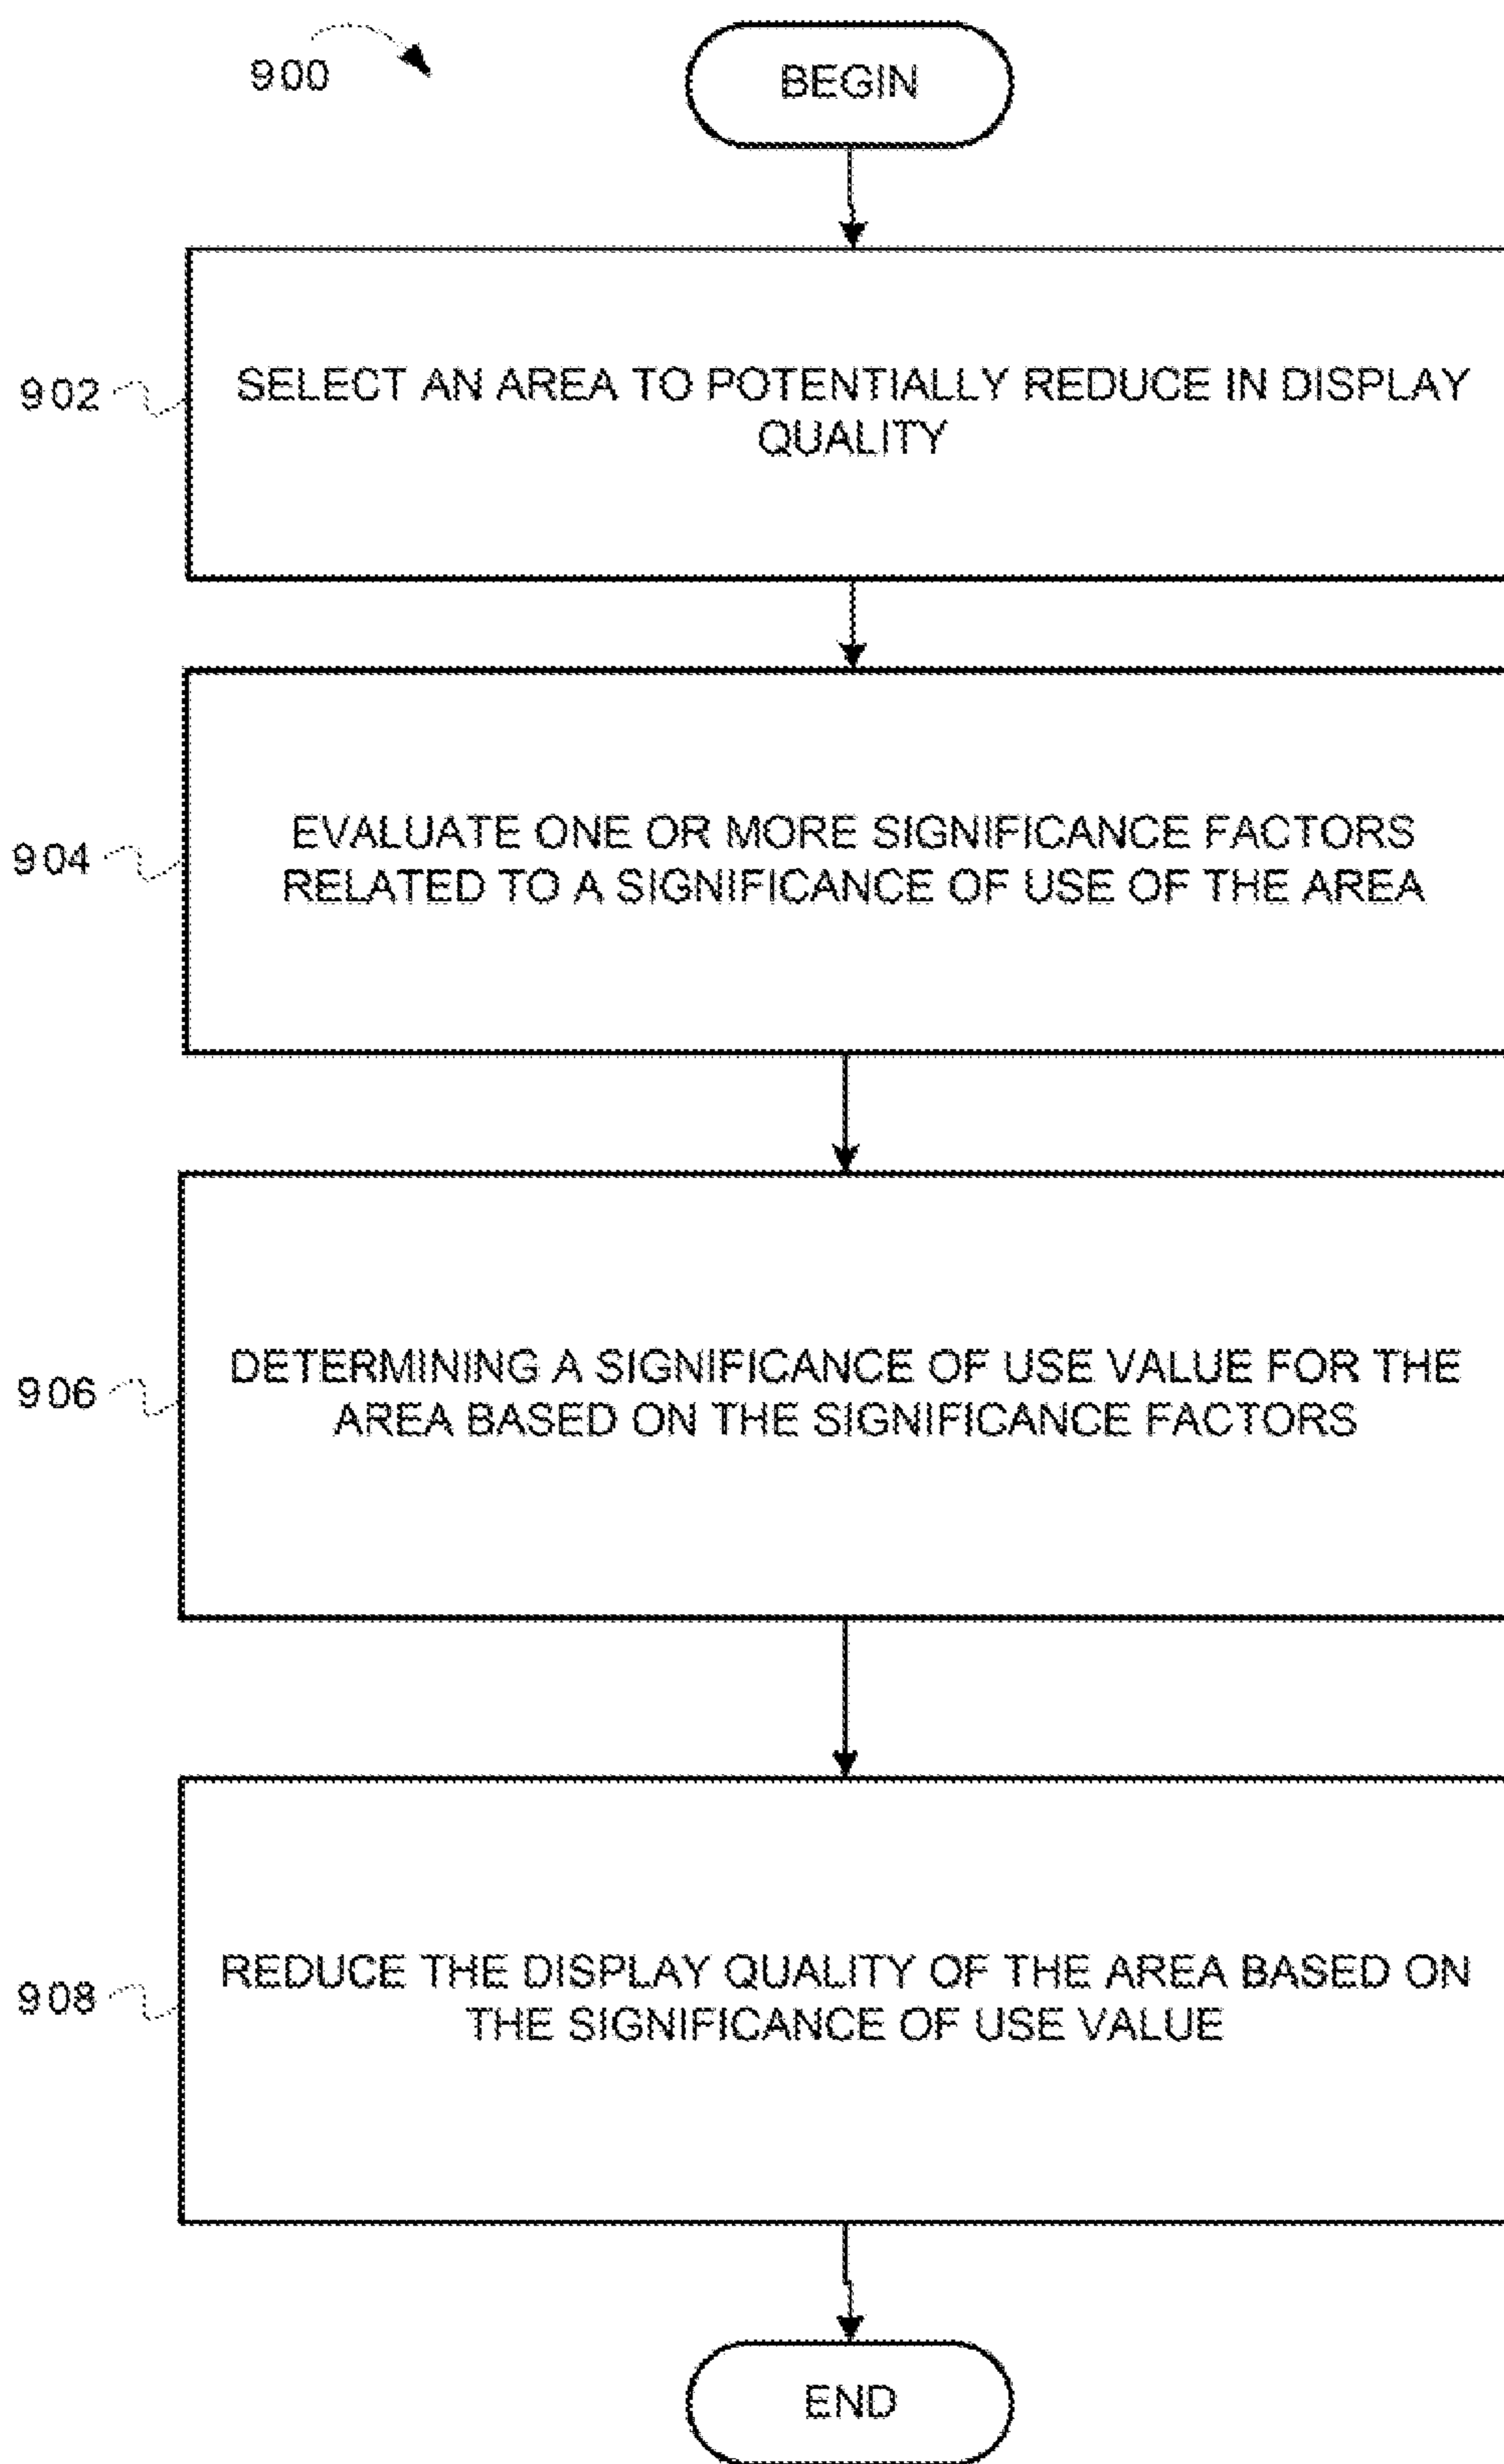 900
BEGIN
902
SELECT AN AREA TO POTENTIALLY REDUCE IN DISPLAY
QUALITY
904
EVALUATE ONE OR MORE SIGNIFICANCE FACTORS
RELATED TO A SIGNIFICANCE OF USE OF THE AREA
906
DETERMINING A SIGNIFICANCE OF USE VALUE FOR THE
AREA BASED ON THE SIGNIFICANCE FACTORS
908
REDUCE THE DISPLAY QUALITY OF THE AREA BASED ON
THE SIGNIFICANCE OF USE VALUE
END